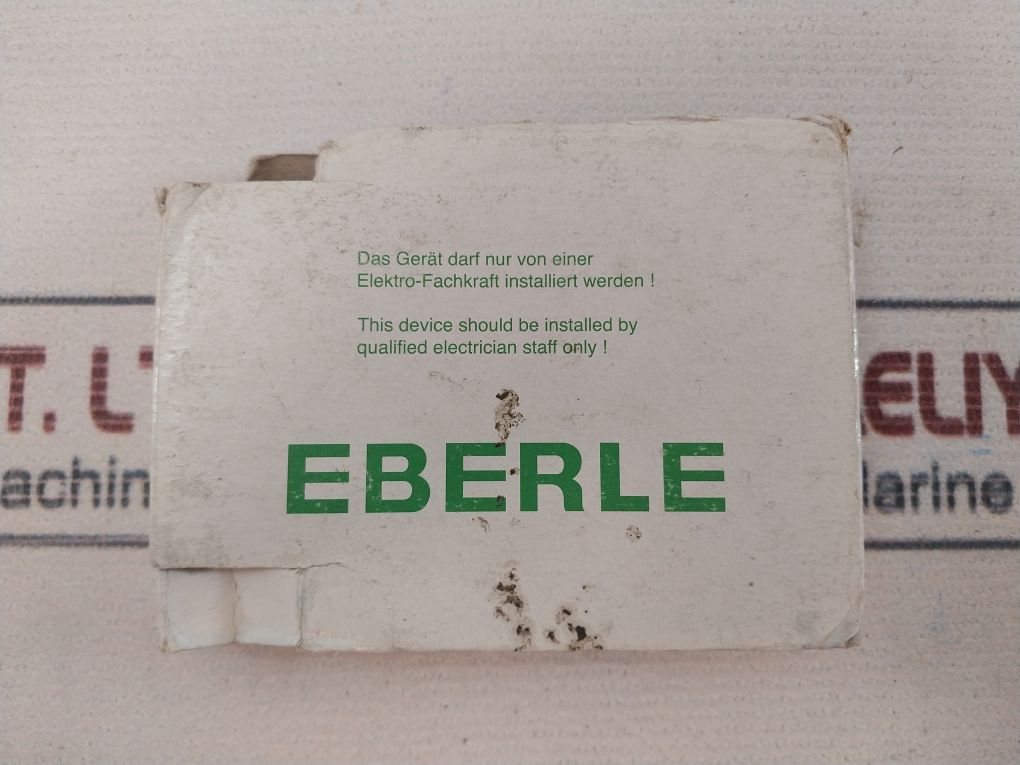 Das Gerät darf nur von einer
Elektro-Fachkraft installiert werden !
This device should be installed by
qualified electrician staff only !
EBERLE
T.